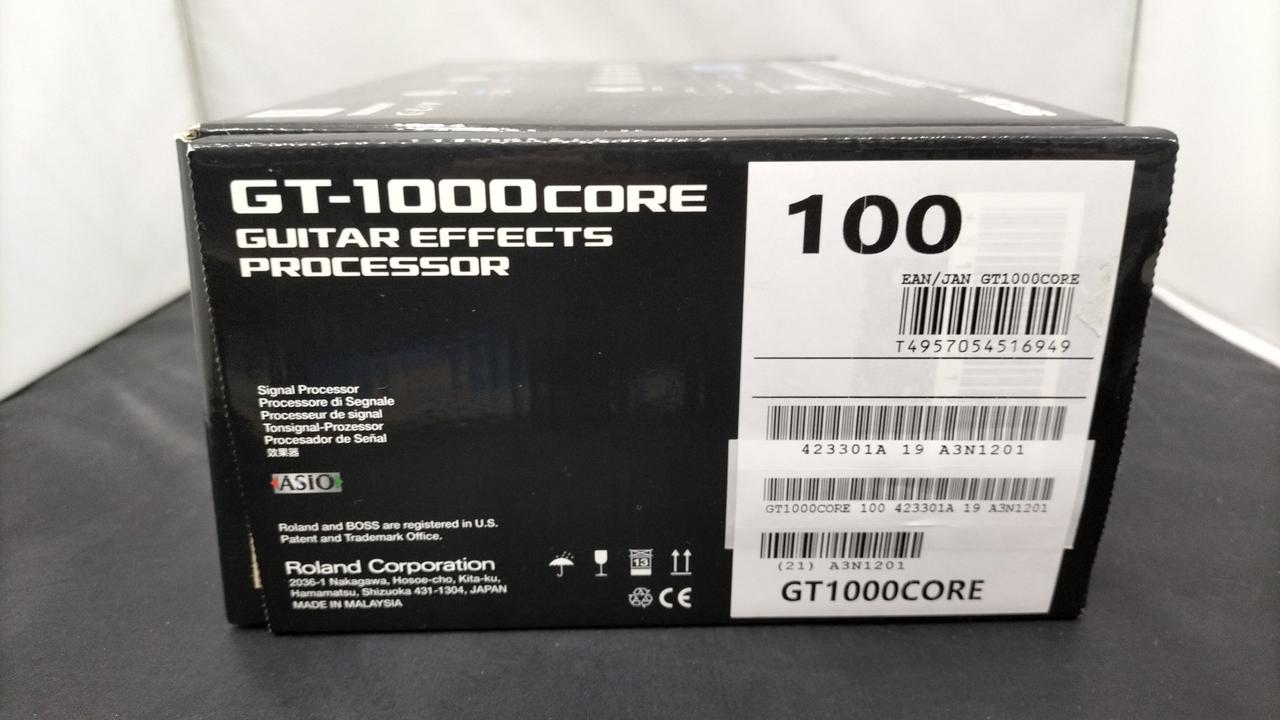 GT-1000CORE
GUITAR EFFECTS
PROCESSOR
Signal Processor
Processore di Segnale
Processeur de signal
Tonsignal-Prozessor
Procesador de Señal
效果器
ASIO
Roland and BOSS are registered in U.S.
Patent and Trademark Office.
Roland Corporation
2036-1 Nakagawa, Hosoe-cho, Kita-ku,
Hamamatsu, Shizuoka 431-1304, JAPAN
MADE IN MALAYSIA
13
CE
100
EAN/JAN GT1000CORE
T4957054516949
423301A 19 A3N1201
GT1000CORE 100 423301A 19 A3N1201
(21) A3N1201
GT1000CORE